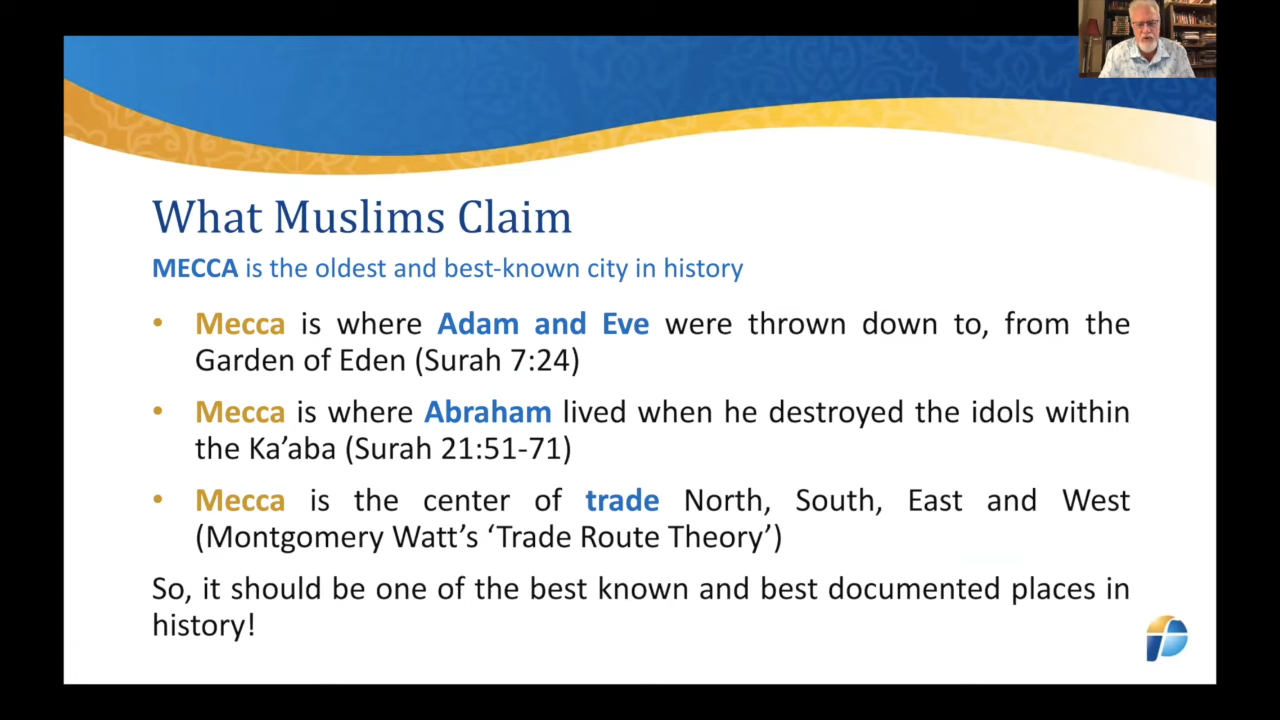 What Muslims Claim
MECCA is the oldest and best-known city in history
• Mecca is where Adam and Eve were thrown down to, from the
Garden of Eden (Surah 7:24)
• Mecca is where Abraham lived when he destroyed the idols within
the Ka’aba (Surah 21:51-71)
• Mecca is the center of trade North, South, East and West
(Montgomery Watt’s ‘Trade Route Theory’)
So, it should be one of the best known and best documented places in
history!